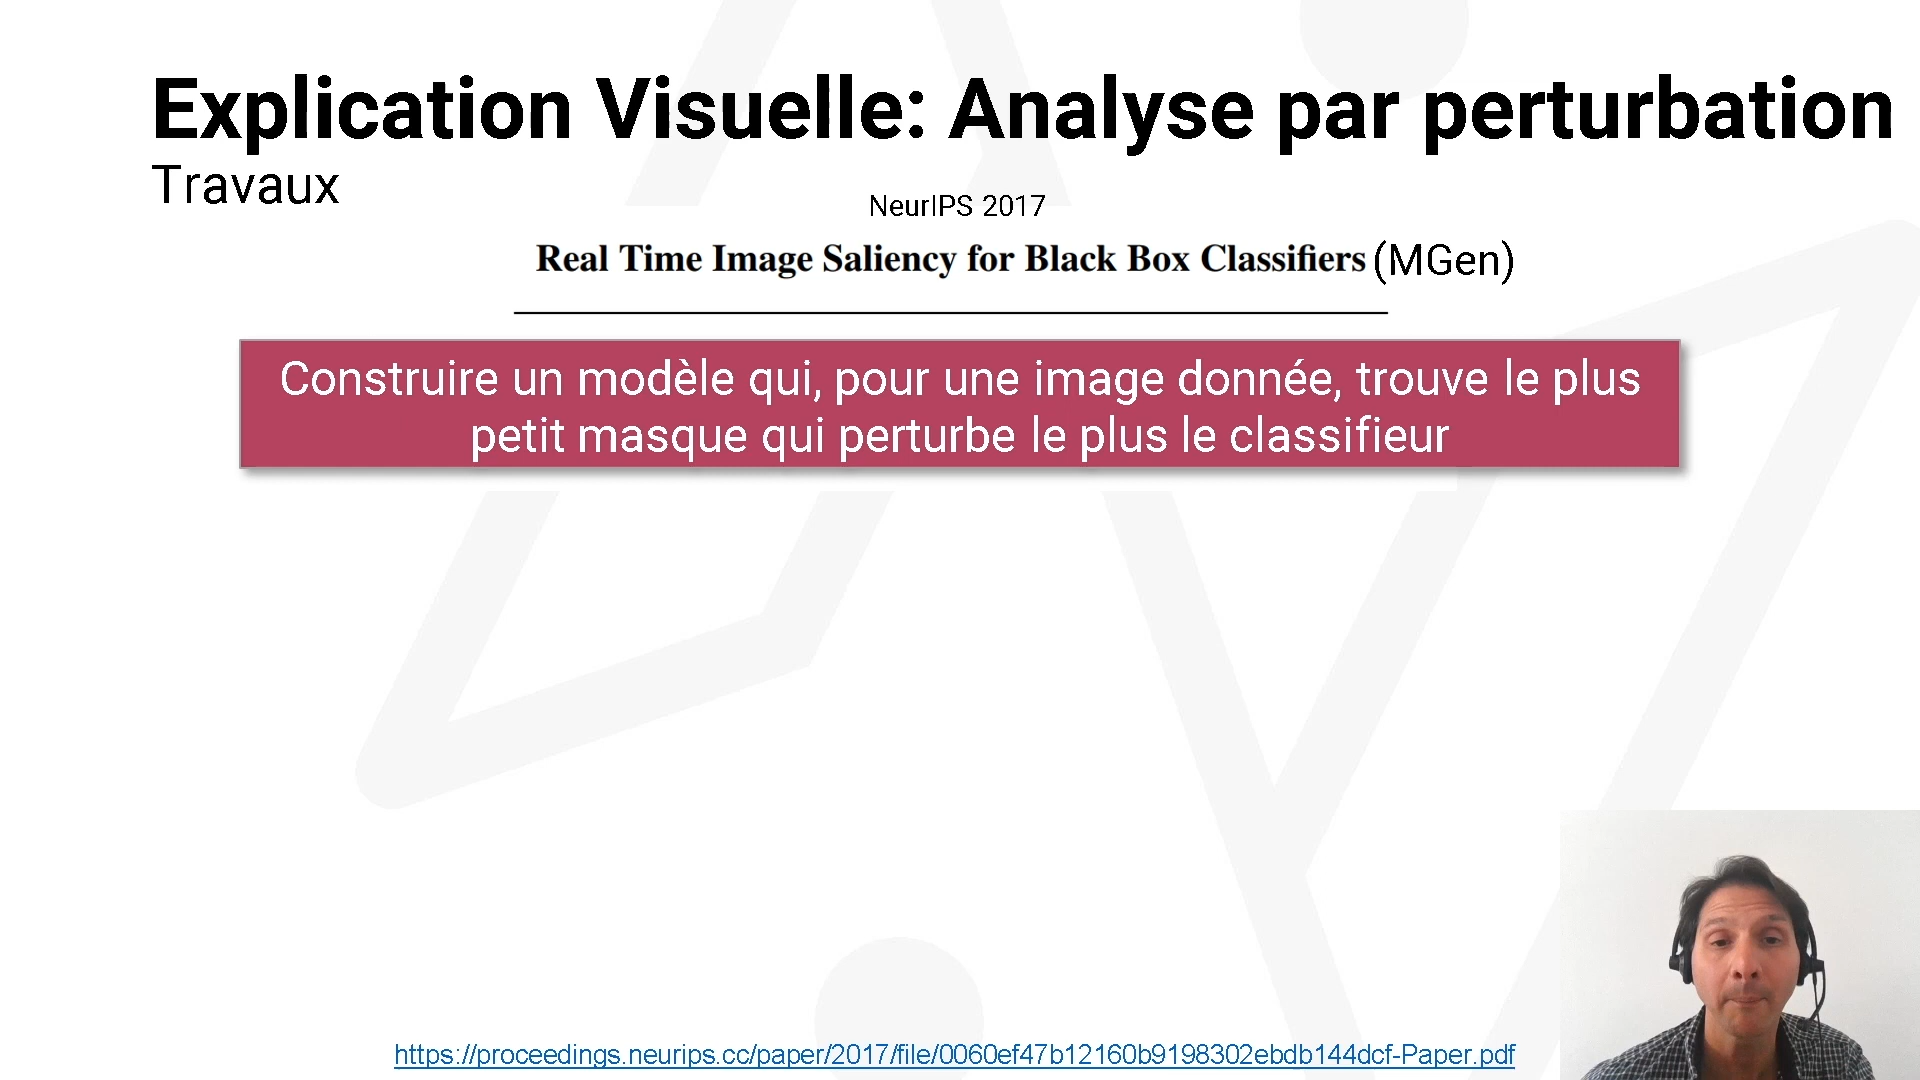 Explication Visuelle: Analyse par perturbation
Travaux
NeurIPS 2017
Real Time Image Saliency for Black Box Classifiers (MGen)
Construire un modèle qui, pour une image donnée, trouve le plus
petit masque qui perturbe le plus le classifieur
https://proceedings.neurips.cc/paper/2017/file/0060ef47b12160b9198302ebdb144dcf-Paper.pdf